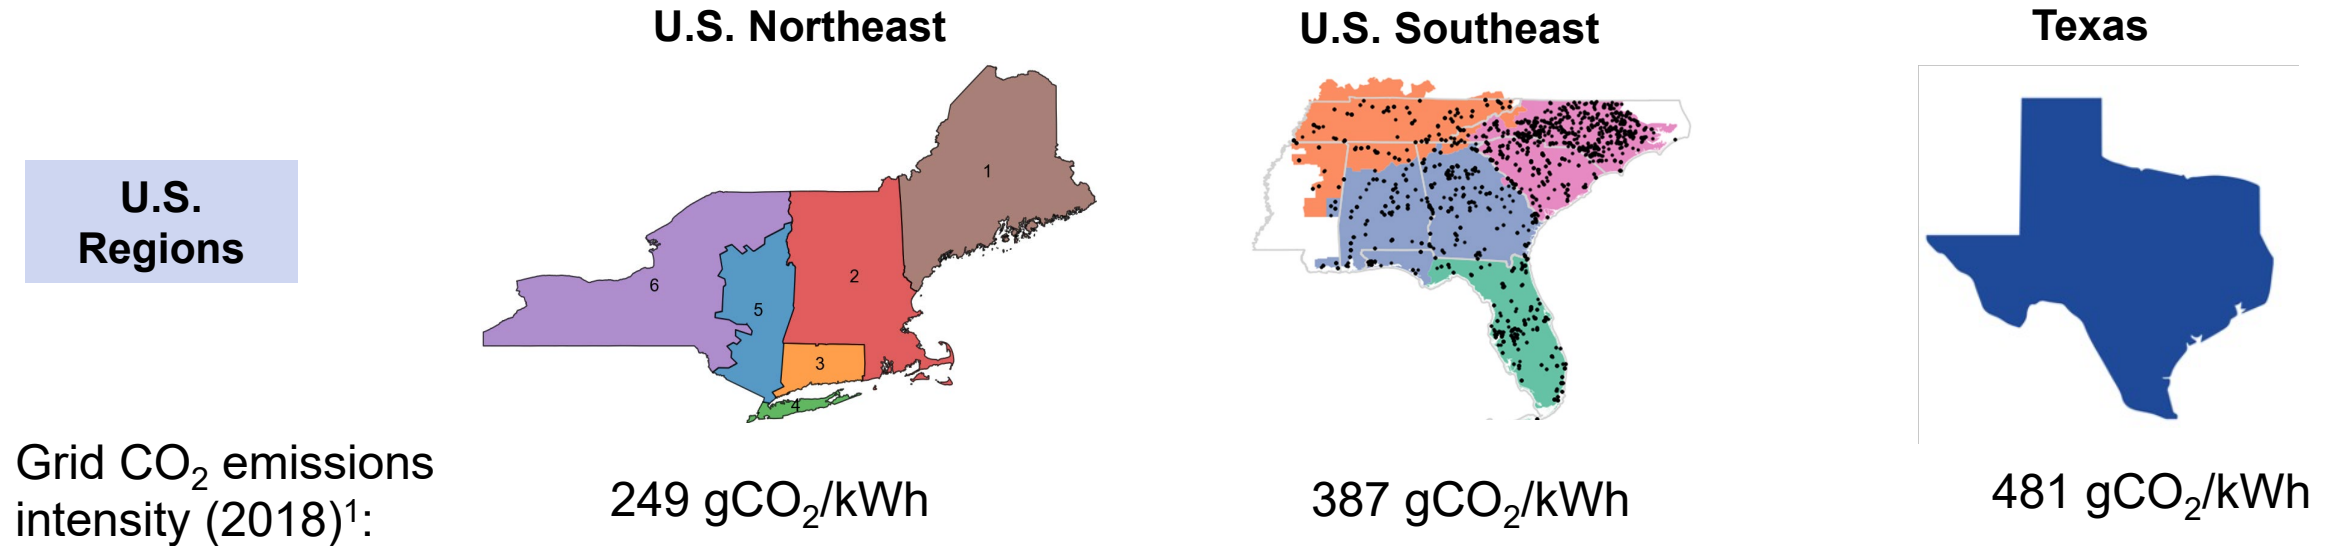 U.S. Northeast
U.S. Southeast
Texas
U.S.
Regions
1
2
3
4
5
6
Grid CO₂ emissions
intensity (2018)¹:
249 gCO₂/kWh
387 gCO₂/kWh
481 gCO₂/kWh